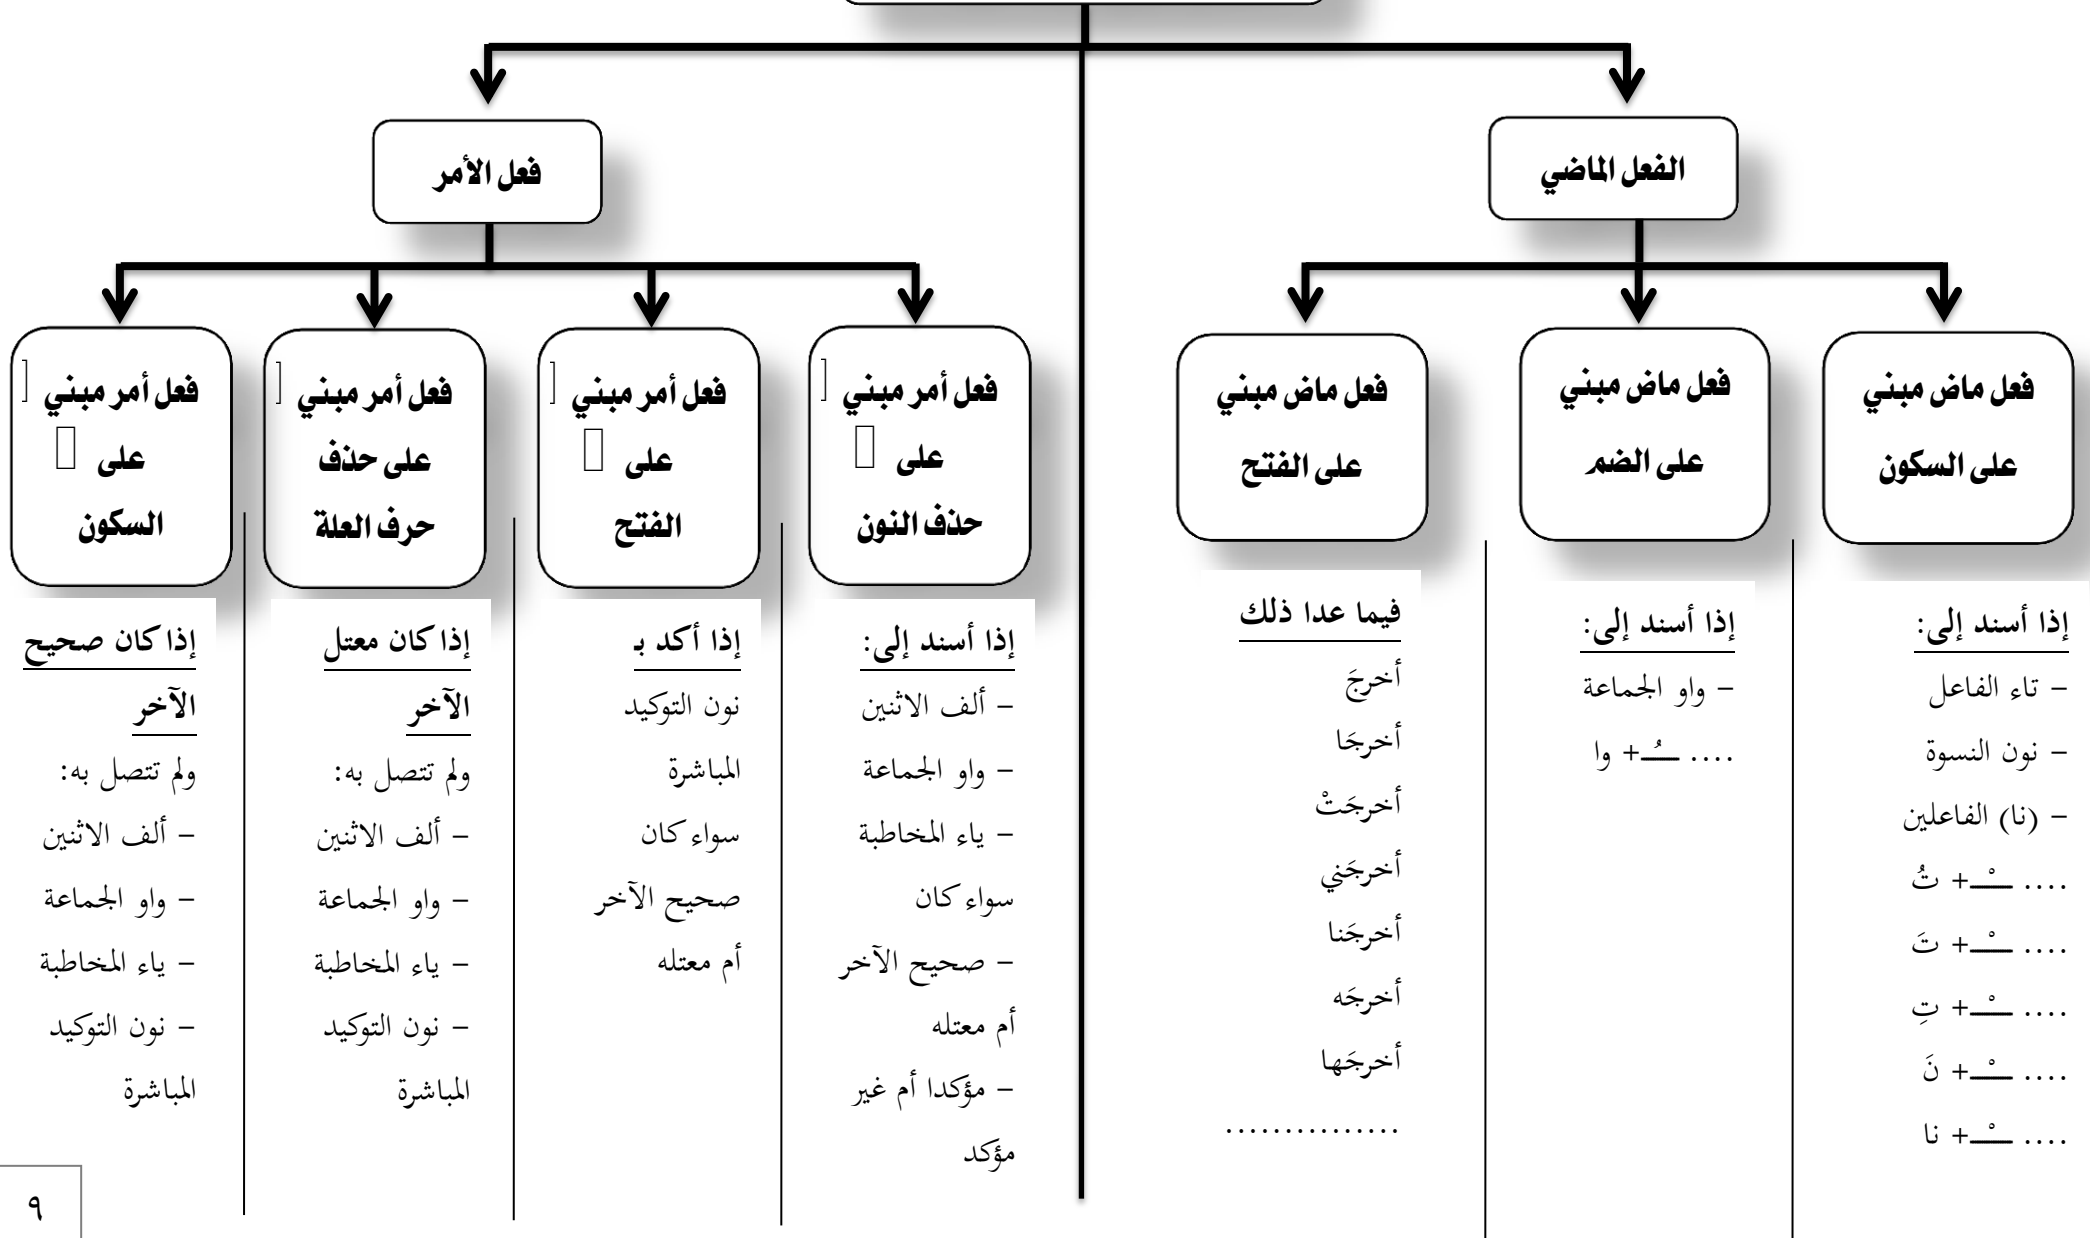 الفعل الماضي
فعل ماض مبني
على السكون
إذا أسند إلى:
– تاء الفاعل
– نون النسوة
– (نا) الفاعلين
.... ــْـ+ تُ
.... ــْـ+ تَ
.... ــْـ+ تِ
.... ــْـ+ نَ
.... ــْـ+ نا
فعل ماض مبني
على الضم
إذا أسند إلى:
– واو الجماعة
.... ــُـ+ وا
فعل ماض مبني
على الفتح
فيما عدا ذلك
أخرجَ
أخرجَا
أخرجَتْ
أخرجَني
أخرجَنا
أخرجَه
أخرجَها
...............
فعل الأمر
فعل أمر مبني
على
حذف النون
إذا أسند إلى:
– ألف الاثنين
– واو الجماعة
– ياء المخاطبة
سواء كان
– صحيح الآخر
أم معتله
– مؤكدا أم غير
مؤكد
فعل أمر مبني
على
الفتح
إذا أكد بـ
نون التوكيد
المباشرة
سواء كان
صحيح الآخر
أم معتله
فعل أمر مبني
على حذف
حرف العلة
إذا كان معتل
الآخر
ولم تتصل به:
– ألف الاثنين
– واو الجماعة
– ياء المخاطبة
– نون التوكيد
المباشرة
فعل أمر مبني
على
السكون
إذا كان صحيح
الآخر
ولم تتصل به:
– ألف الاثنين
– واو الجماعة
– ياء المخاطبة
– نون التوكيد
المباشرة
٩